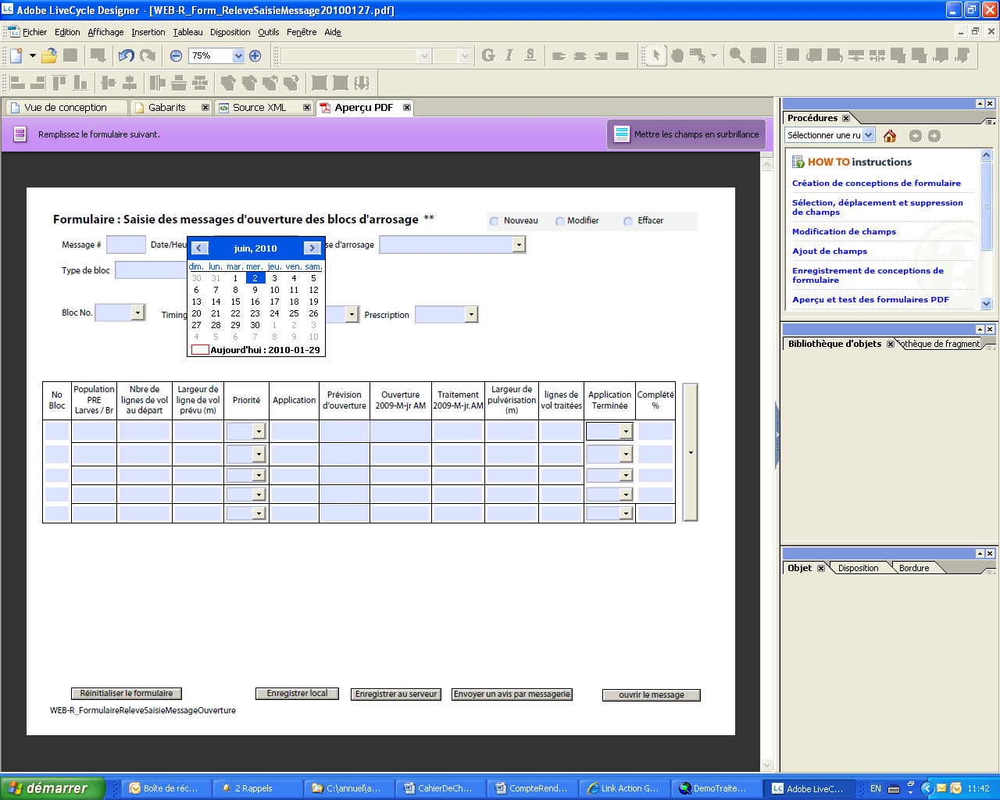 Adobe LiveCycle Designer - [WEB-R_Form_ReleveSaisieMessage20100127.pdf]
Fichier Edition Affichage Insertion Tableau Disposition Outils Fenêtre Aide
75%
G I S
Vue de conception Gabarits Source XML Aperçu PDF
Remplissez le formulaire suivant. Mettre les champs en surbrillance
Formulaire : Saisie des messages d'ouverture des blocs d'arrosage ** Nouveau Modifier Effacer
Message # Date/Heu se d'arrosage
Type de bloc
Bloc No. Timing Prescription
juin, 2010
dim. lun. mar. mer. jeu. ven. sam.
30 31 1 2 3 4 5
6 7 8 9 10 11 12
13 14 15 16 17 18 19
20 21 22 23 24 25 26
27 28 29 30 1 2 3
4 5 6 7 8 9 10
Aujourd'hui : 2010-01-29
No Bloc
Population PRE Larves / Br
Nbre de lignes de vol au départ
Largeur de ligne de vol prévu (m)
Priorité
Application
Prévision d'ouverture
Ouverture 2009-M-jr AM
Traitement 2009-M-jr. AM
Largeur de pulvérisation (m)
lignes de vol traitées
Application Terminée
Complété %
Réinitialiser le formulaire Enregistrer local Enregistrer au serveur Envoyer un avis par messagerie ouvrir le message
WEB-R_FormulaireReleveSaisieMessageOuverture
Procédures
Sélectionner une ru
HOW TO instructions
Création de conceptions de formulaire
Sélection, déplacement et suppression
de champs
Modification de champs
Ajout de champs
Enregistrement de conceptions de
formulaire
Aperçu et test des formulaires PDF
Bibliothèque d'objets iothèque de fragment
Objet Disposition Bordure
démarrer Boîte de réc... 2 Rappels C:\annuel\a... CahierDeCh... CompteRend... Link Action G... DemoTraite... Adobe LiveC... EN 11:42